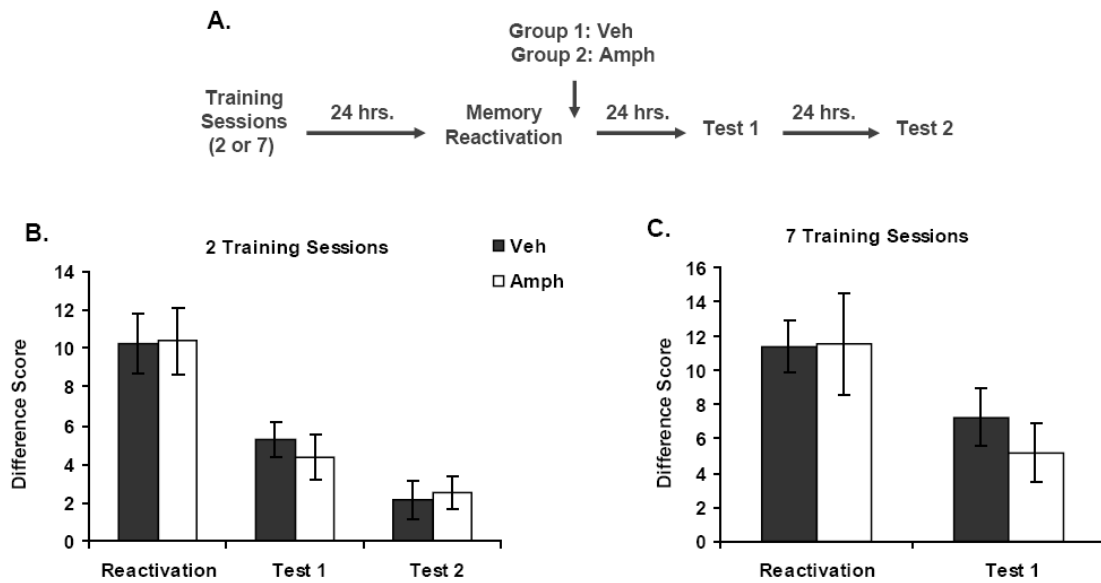 A.
Group 1: Veh
Group 2: Amph
Training
Sessions
(2 or 7)
24 hrs.
Memory
Reactivation
24 hrs.
Test 1
24 hrs.
Test 2
B.
2 Training Sessions
Veh
Amph
Difference Score
14
12
10
8
6
4
2
0
Reactivation Test 1 Test 2
C.
7 Training Sessions
Difference Score
16
14
12
10
8
6
4
2
0
Reactivation Test 1